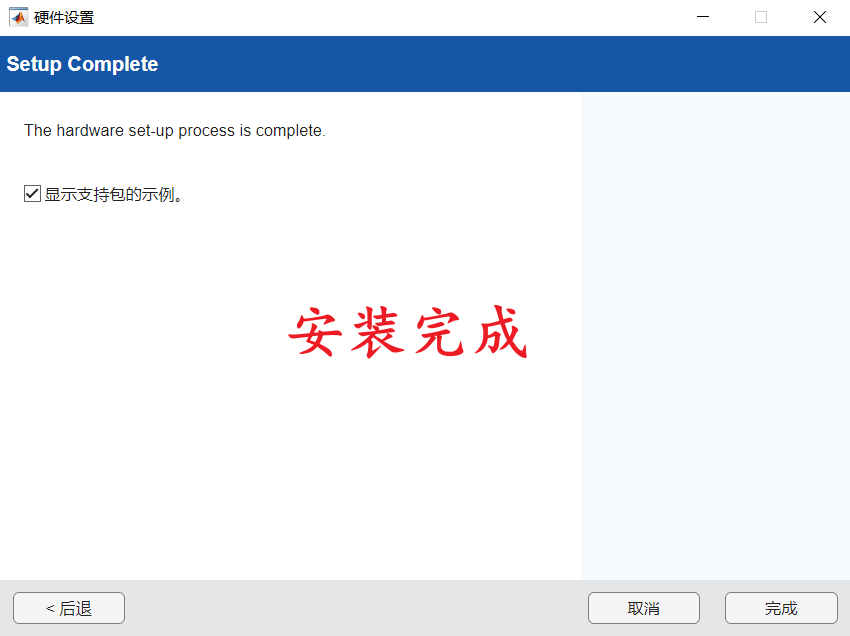 硬件设置
Setup Complete
The hardware set-up process is complete.
显示支持包的示例。
安装完成
< 后退
取消
完成